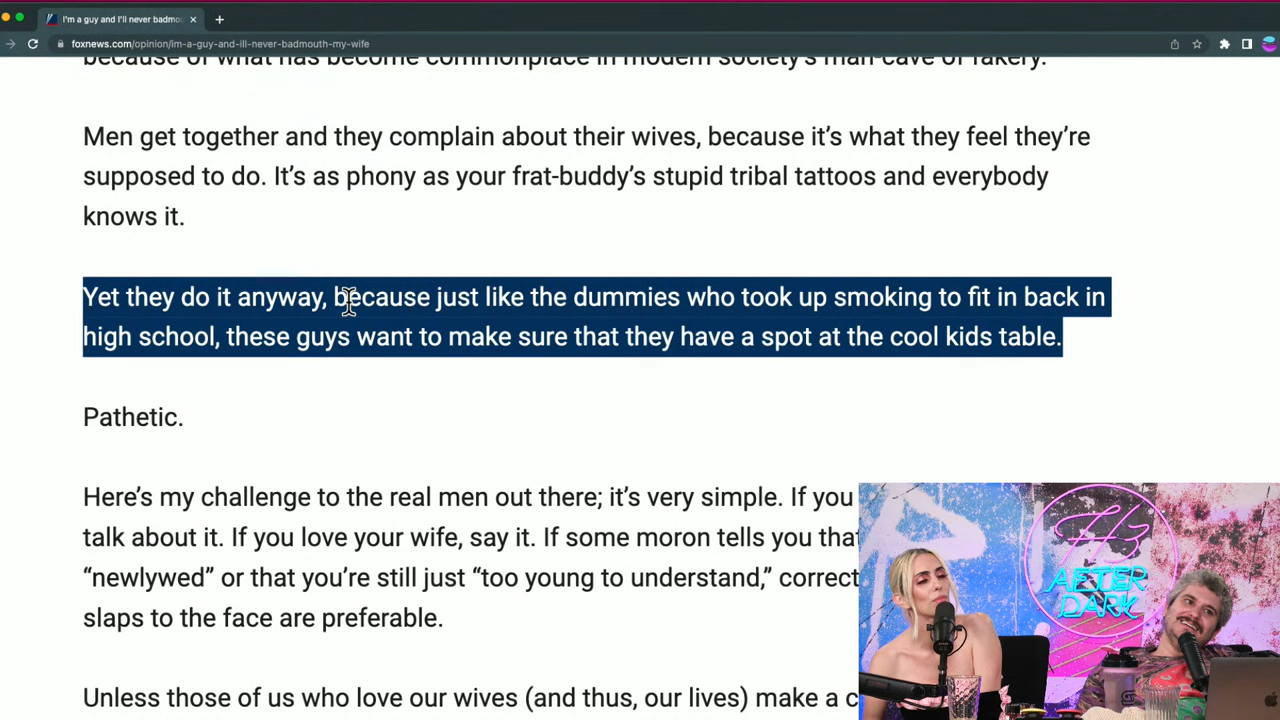 I'm a guy and I'll never badmou
foxnews.com/opinion/im-a-guy-and-ill-never-badmouth-my-wife
because of what has become commonplace in modern society's man-cave of fakery.
Men get together and they complain about their wives, because it's what they feel they're
supposed to do. It's as phony as your frat-buddy's stupid tribal tattoos and everybody
knows it.
Yet they do it anyway, because just like the dummies who took up smoking to fit in back in
high school, these guys want to make sure that they have a spot at the cool kids table.
Pathetic.
Here's my challenge to the real men out there; it's very simple. If you
talk about it. If you love your wife, say it. If some moron tells you that
"newlywed" or that you're still just "too young to understand," correct
slaps to the face are preferable.
Unless those of us who love our wives (and thus, our lives) make a c
H3
AFTER
DARK